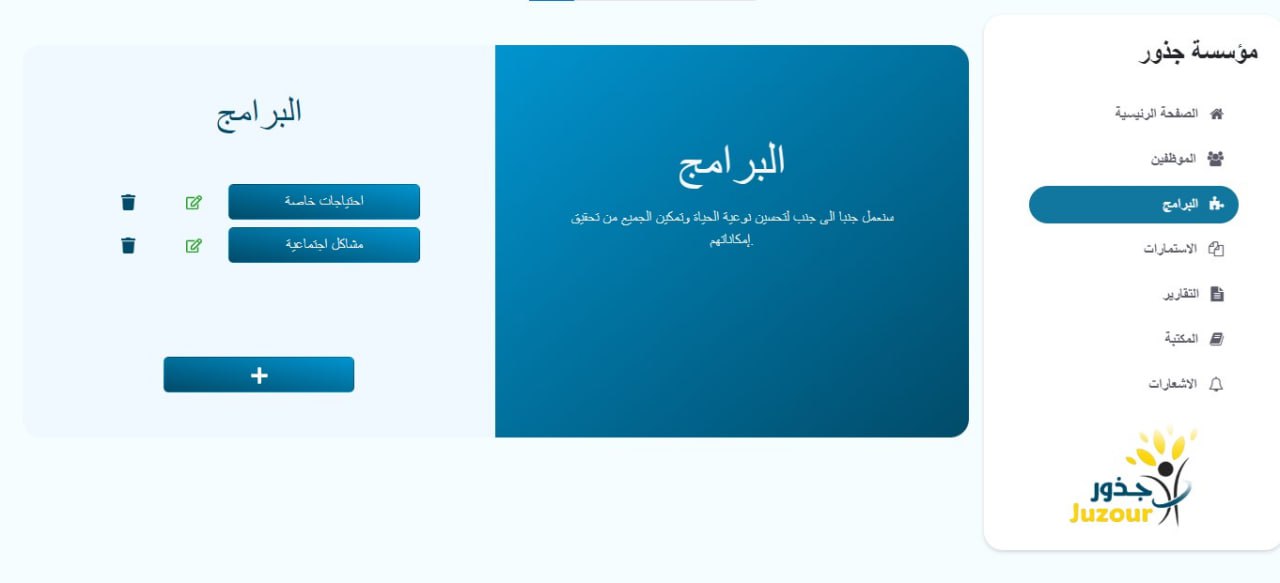 مؤسسة جذور
الصفحة الرئيسية
الموظفين
البرامج
الاستمارات
التقارير
المكتبة
الاشعارات
جذور
Juzour
البرامج
سنعمل جنبا الى جنب لتحسين نوعية الحياة وتمكين الجميع من تحقيق
إمكاناتهم.
البرامج
احتياجات خاصة
مشاكل اجتماعية
+